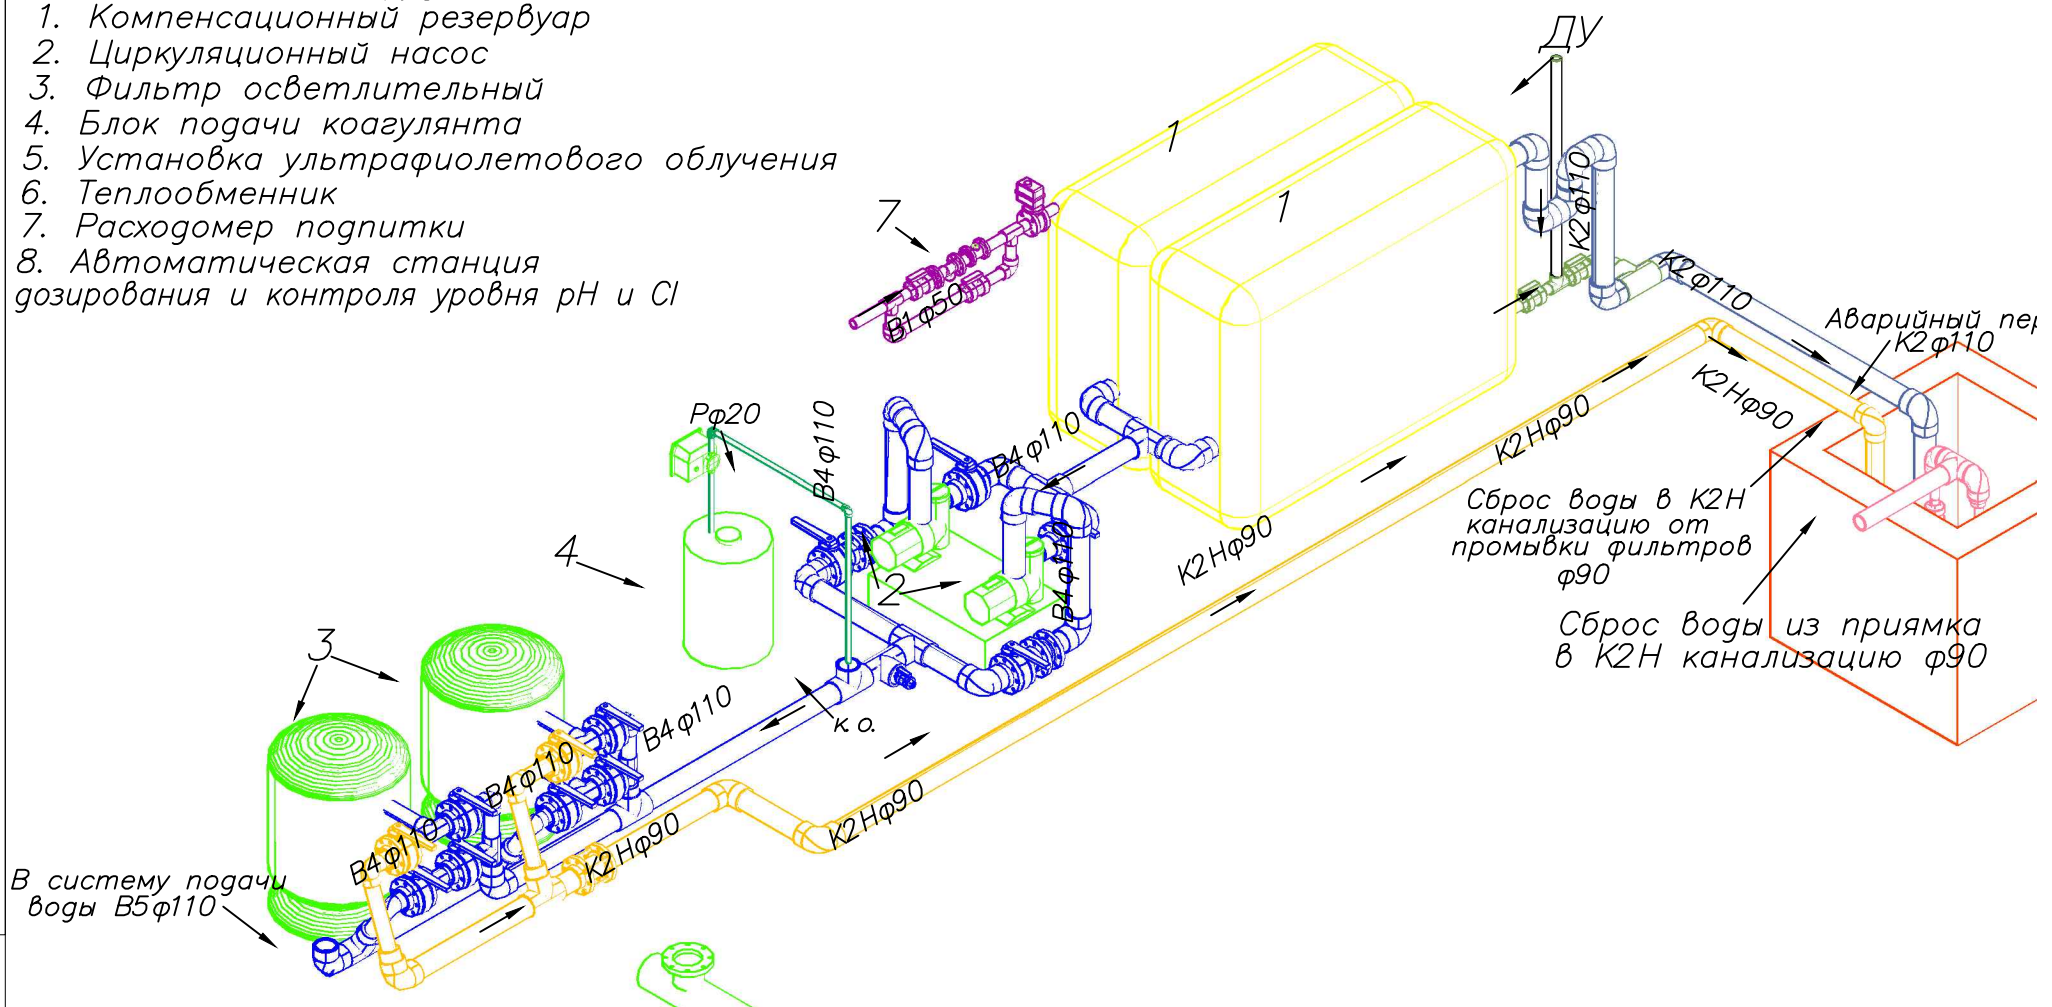 1. Компенсационный резервуар
2. Циркуляционный насос
3. Фильтр осветлительный
4. Блок подачи коагулянта
5. Установка ультрафиолетового облучения
6. Теплообменник
7. Расходомер подпитки
8. Автоматическая станция
дозирования и контроля уровня pH и Cl
ДУ
1
1
7
К2ф110
К2ф110
В1ф50
Аварийный пер
К2ф110
К2Нф90
Рф20
В4ф110
В4ф110
К2Нф90
Сброс воды в К2Н
канализацию от
промывки фильтров
ф90
В4ф110
К2Нф90
4
2
Сброс воды из приямка
в К2Н канализацию ф90
3
к.о.
В4ф110
В4ф110
К2Нф90
К2Нф90
В4ф110
В систему подачи
воды В5ф110